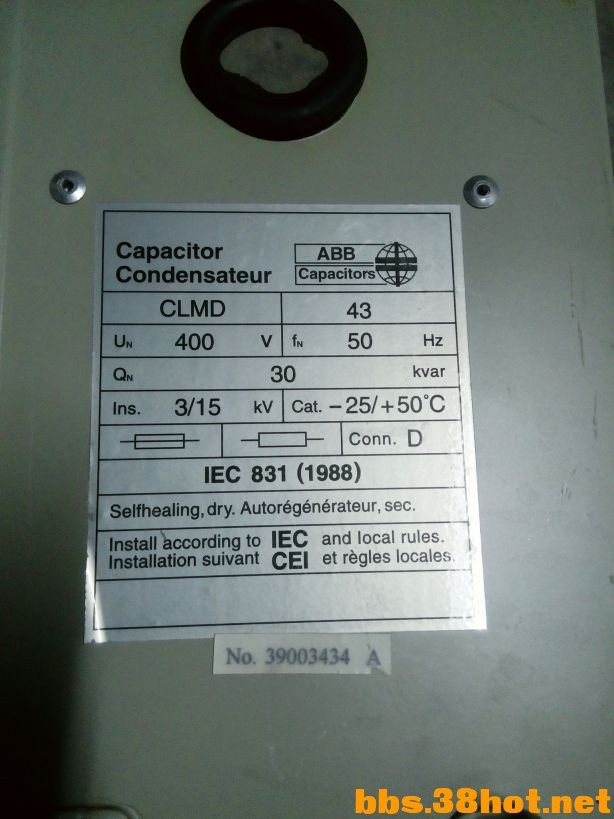 Capacitor
Condensateur
ABB
Capacitors
CLMD 43
UN 400 V fN 50 Hz
QN 30 kvar
Ins. 3/15 kV Cat. −25/+50°C
Conn. D
IEC 831 (1988)
Selfhealing, dry. Autorégénérateur, sec.
Install according to IEC and local rules.
Installation suivant CEI et règles locales.
No. 39003434 A
bbs.38hot.net